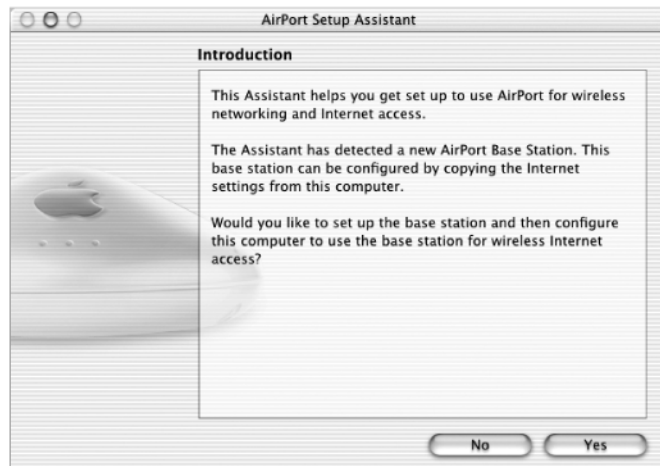 AirPort Setup Assistant
Introduction
This Assistant helps you get set up to use AirPort for wireless
networking and Internet access.
The Assistant has detected a new AirPort Base Station. This
base station can be configured by copying the Internet
settings from this computer.
Would you like to set up the base station and then configure
this computer to use the base station for wireless Internet
access?
No
Yes